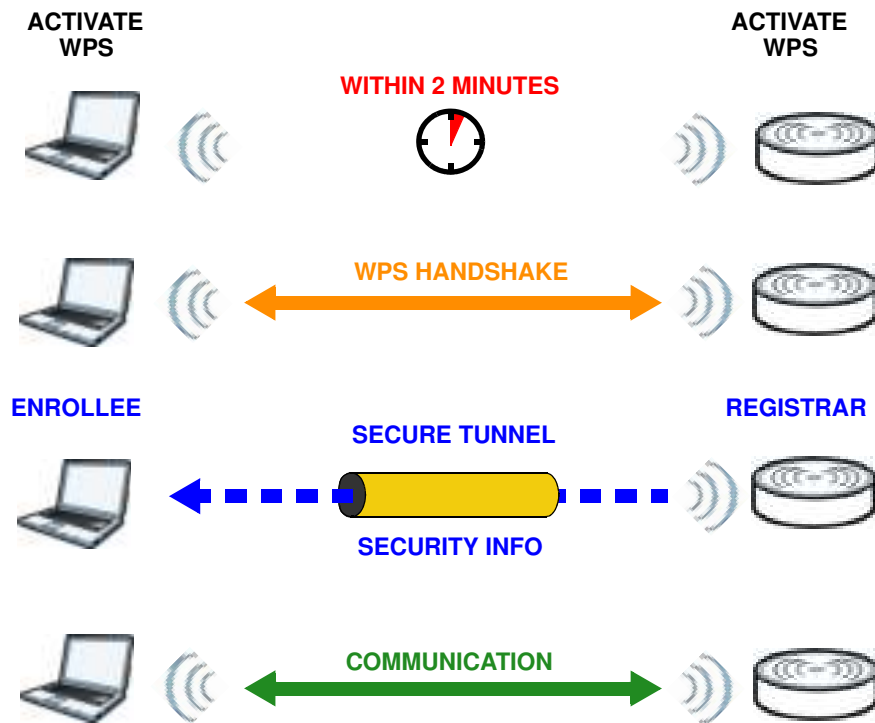 ACTIVATE
WPS
ACTIVATE
WPS
WITHIN 2 MINUTES
WPS HANDSHAKE
ENROLLEE
REGISTRAR
SECURE TUNNEL
SECURITY INFO
COMMUNICATION